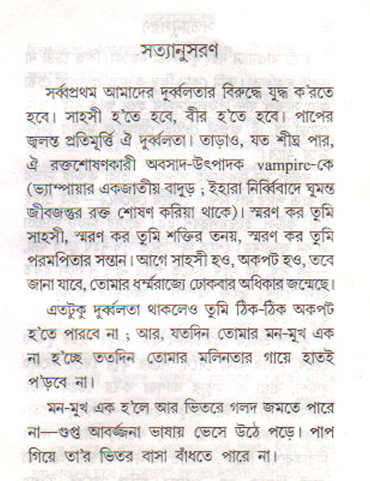 সত্যানুসরণ
সর্ব্বপ্রথম আমাদের দুর্ব্বলতার বিরুদ্ধে যুদ্ধ ক'রতে
হবে। সাহসী হ'তে হবে, বীর হ'তে হবে। পাপের
জ্বলন্ত প্রতিমূর্ত্তি ঐ দুর্ব্বলতা। তাড়াও, যত শীঘ্র পার,
ঐ রক্তশোষণকারী অবসাদ-উৎপাদক vampire-কে
(ভ্যাম্পায়ার একজাতীয় বাদুড় ; ইহারা নির্ব্বিবাদে ঘুমন্ত
জীবজন্তুর রক্ত শোষণ করিয়া থাকে)। স্মরণ কর তুমি
সাহসী, স্মরণ কর তুমি শক্তির তনয়, স্মরণ কর তুমি
পরমপিতার সন্তান। আগে সাহসী হও, অকপট হও, তবে
জানা যাবে, তোমার ধর্ম্মরাজ্যে ঢোকবার অধিকার জন্মেছে।
এতটুকু দুর্ব্বলতা থাকলেও তুমি ঠিক-ঠিক অকপট
হ'তে পারবে না ; আর, যতদিন তোমার মন-মুখ এক
না হ'চ্ছে ততদিন তোমার মলিনতার গায়ে হাতই
প'ড়বে না।
মন-মুখ এক হ'লে আর ভিতরে গলদ জমতে পারে
না—গুপ্ত আবর্জ্জনা ভাষায় ভেসে উঠে পড়ে। পাপ
গিয়ে তা'র ভিতর বাসা বাঁধতে পারে না।